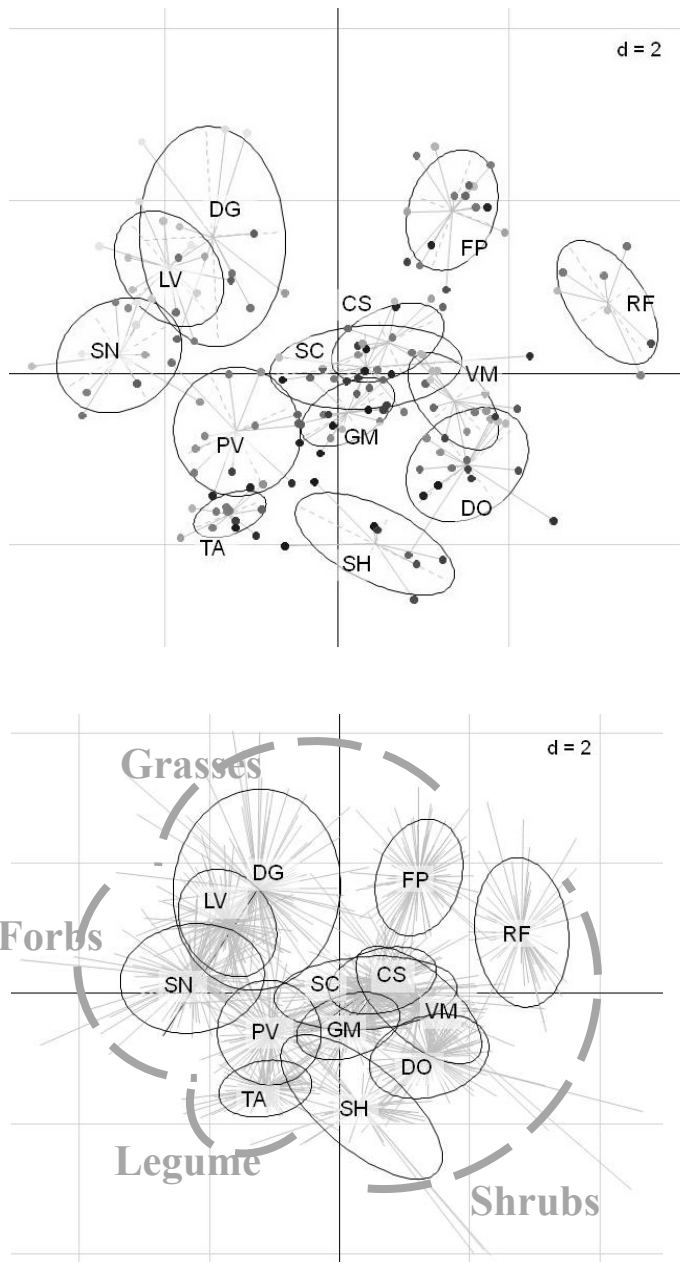 d = 2
DG
FP
LV
CS
RF
SN
SC
VM
GM
PV
DO
TA
SH
d = 2
Grasses
DG
FP
LV
RF
Forbs
CS
SN
SC
VM
PV
GM
DO
TA
SH
Legume
Shrubs